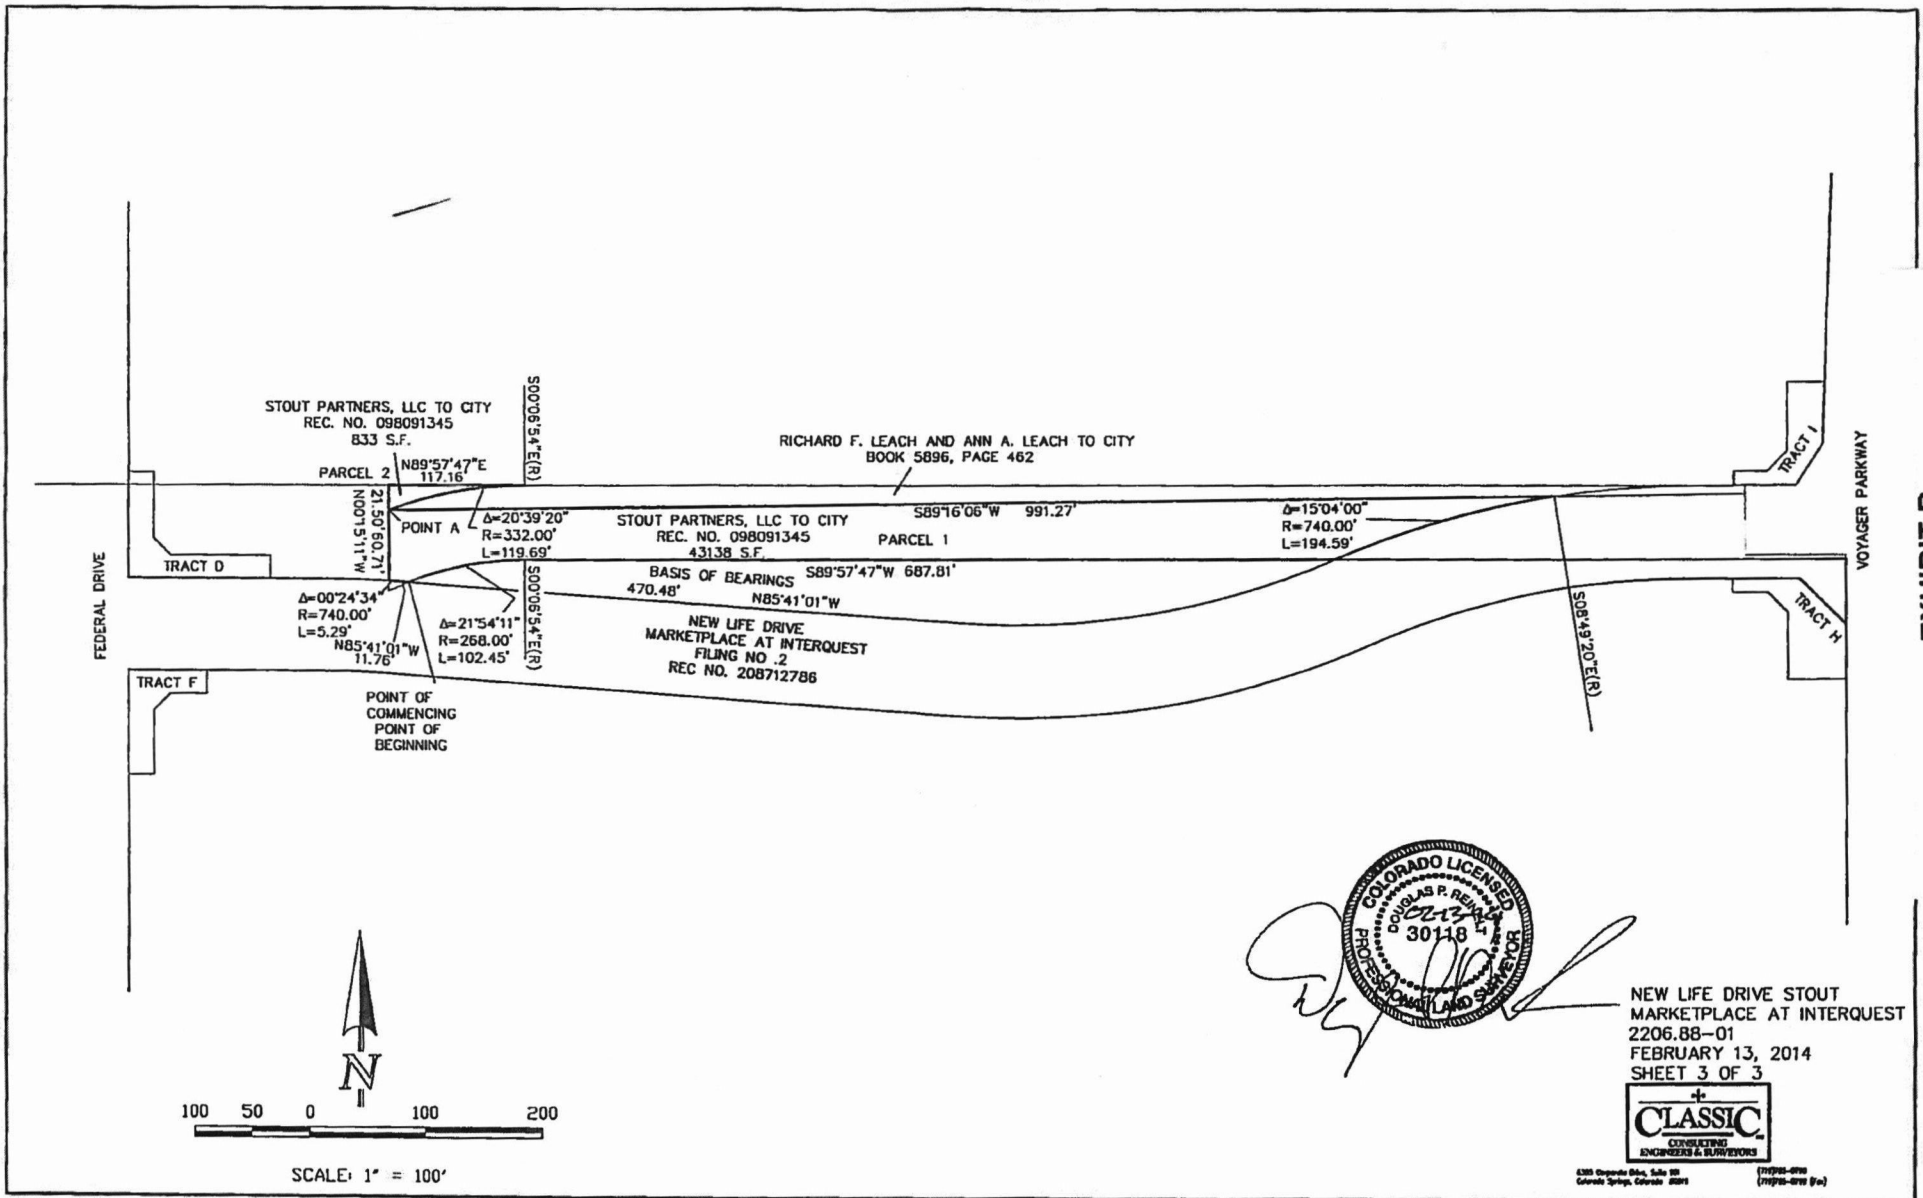 STOUT PARTNERS, LLC TO CITY
REC. NO. 098091345
833 S.F.
PARCEL 2
N89°57'47"E
117.16'
S00°06'54"E(R)
RICHARD F. LEACH AND ANN A. LEACH TO CITY
BOOK 5896, PAGE 462
TRACT I
VOYAGER PARKWAY
21.50'
60.71'
N00°15'11"W
POINT A
Δ=20°39'20"
R=332.00'
L=119.69'
STOUT PARTNERS, LLC TO CITY
REC. NO. 098091345
43138 S.F.
PARCEL 1
S89°16'06"W 991.27'
Δ=15°04'00"
R=740.00'
L=194.59'
FEDERAL DRIVE
TRACT D
BASIS OF BEARINGS
S89°57'47"W 687.81'
470.48'
N85°41'01"W
Δ=00°24'34"
R=740.00'
L=5.29'
N85°41'01"W
11.76'
Δ=21°54'11"
R=268.00'
L=102.45'
S00°06'54"E(R)
NEW LIFE DRIVE
MARKETPLACE AT INTERQUEST
FILING NO .2
REC NO. 208712786
S08°49'20"E(R)
TRACT H
TRACT F
POINT OF
COMMENCING
POINT OF
BEGINNING
N
100 50 0 100 200
SCALE: 1" = 100'
COLORADO LICENSED
DOUGLAS P.
30118
PROFESSIONAL LAND SURVEYOR
NEW LIFE DRIVE STOUT
MARKETPLACE AT INTERQUEST
2206.88-01
FEBRUARY 13, 2014
SHEET 3 OF 3
CLASSIC
CONSULTING
ENGINEERS & SURVEYORS
Colorado Springs, Colorado